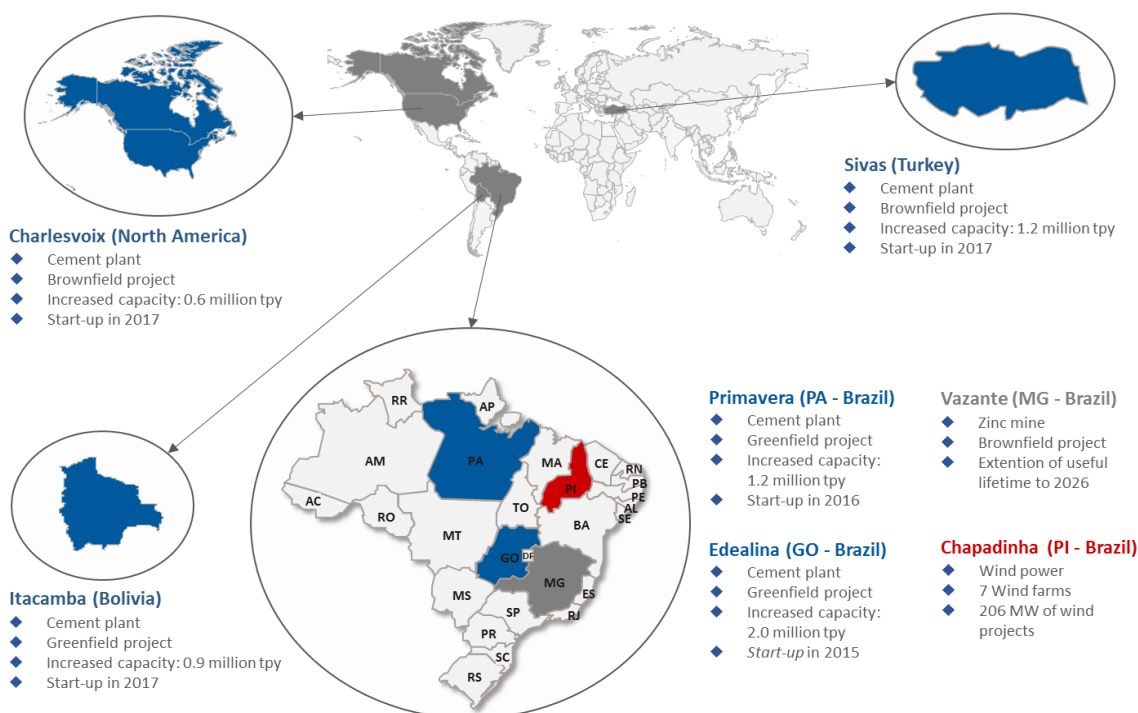 Charlesvoix (North America)
◆ Cement plant
◆ Brownfield project
◆ Increased capacity: 0.6 million tpy
◆ Start-up in 2017
Sivas (Turkey)
◆ Cement plant
◆ Brownfield project
◆ Increased capacity: 1.2 million tpy
◆ Start-up in 2017
Itacamba (Bolivia)
◆ Cement plant
◆ Greenfield project
◆ Increased capacity: 0.9 million tpy
◆ Start-up in 2017
RR
AP
AM
PA
MA
CE
RN
PB
PE
AL
SE
PI
AC
RO
TO
MT
BA
GO
DF
MG
ES
MS
SP
RJ
PR
SC
RS
Primavera (PA - Brazil)
◆ Cement plant
◆ Greenfield project
◆ Increased capacity:
1.2 million tpy
◆ Start-up in 2016
Vazante (MG - Brazil)
◆ Zinc mine
◆ Brownfield project
◆ Extention of useful
lifetime to 2026
Edealina (GO - Brazil)
◆ Cement plant
◆ Greenfield project
◆ Increased capacity:
2.0 million tpy
◆ Start-up in 2015
Chapadinha (PI - Brazil)
◆ Wind power
◆ 7 Wind farms
◆ 206 MW of wind
projects